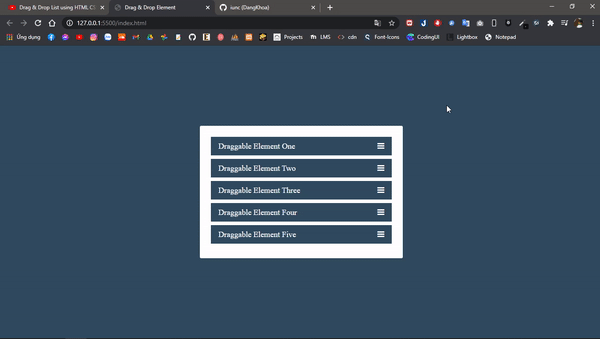 Drag & Drop List using HTML CS
Drag & Drop Element
iunc (DangKhoa)
127.0.0.1:5500/index.html
Ứng dụng
Projects
LMS
cdn
Font-Icons
CodingUI
Lightbox
Notepad
Draggable Element One
Draggable Element Two
Draggable Element Three
Draggable Element Four
Draggable Element Five